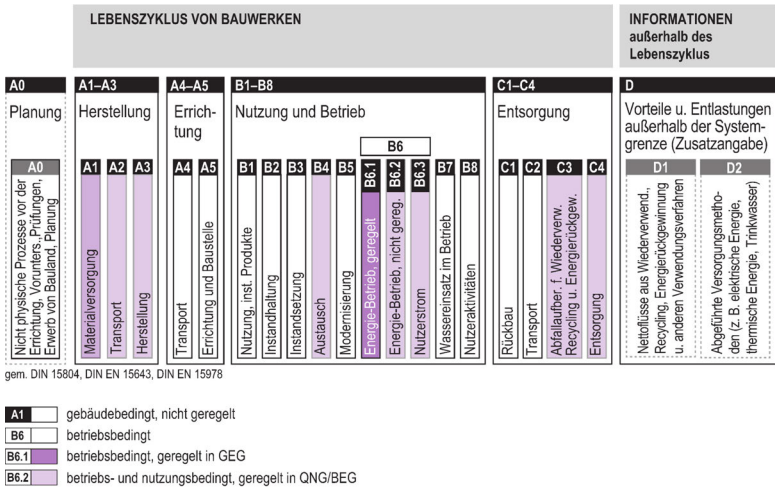 LEBENSZYKLUS VON BAUWERKEN
INFORMATIONEN
außerhalb des
Lebenszyklus
A0
Planung
A1–A3
Herstellung
A4–A5
Errich-
tung
B1–B8
Nutzung und Betrieb
C1–C4
Entsorgung
D
Vorteile u. Entlastungen
außerhalb der System-
grenze (Zusatzangabe)
B6
A0
Nicht physische Prozesse vor der
Errichtung, Vorunters., Prüfungen,
Erwerb von Bauland, Planung
A1
Materialversorgung
A2
Transport
A3
Herstellung
A4
Transport
A5
Errichtung und Baustelle
B1
Nutzung, inst. Produkte
B2
Instandhaltung
B3
Instandsetzung
B4
Austausch
B5
Modernisierung
B6.1
Energie-Betrieb, geregelt
B6.2
Energie-Betrieb, nicht gereg.
B6.3
Nutzerstrom
B7
Wassereinsatz im Betrieb
B8
Nutzeraktivitäten
C1
Rückbau
C2
Transport
C3
Abfallaufber. f. Wiederverw.
Recycling u. Energierückgew.
C4
Entsorgung
D1
Nettoflüsse aus Wiederverwend.,
Recycling, Energierückgewinnung
u. anderen Verwendungsverfahren
D2
Abgeführte Versorgungsmetho-
den (z. B. elektrische Energie,
thermische Energie, Trinkwasser)
gem. DIN 15804, DIN EN 15643, DIN EN 15978
A1 gebäudebedingt, nicht geregelt
B6 betriebsbedingt
B6.1 betriebsbedingt, geregelt in GEG
B6.2 betriebs- und nutzungsbedingt, geregelt in QNG/BEG